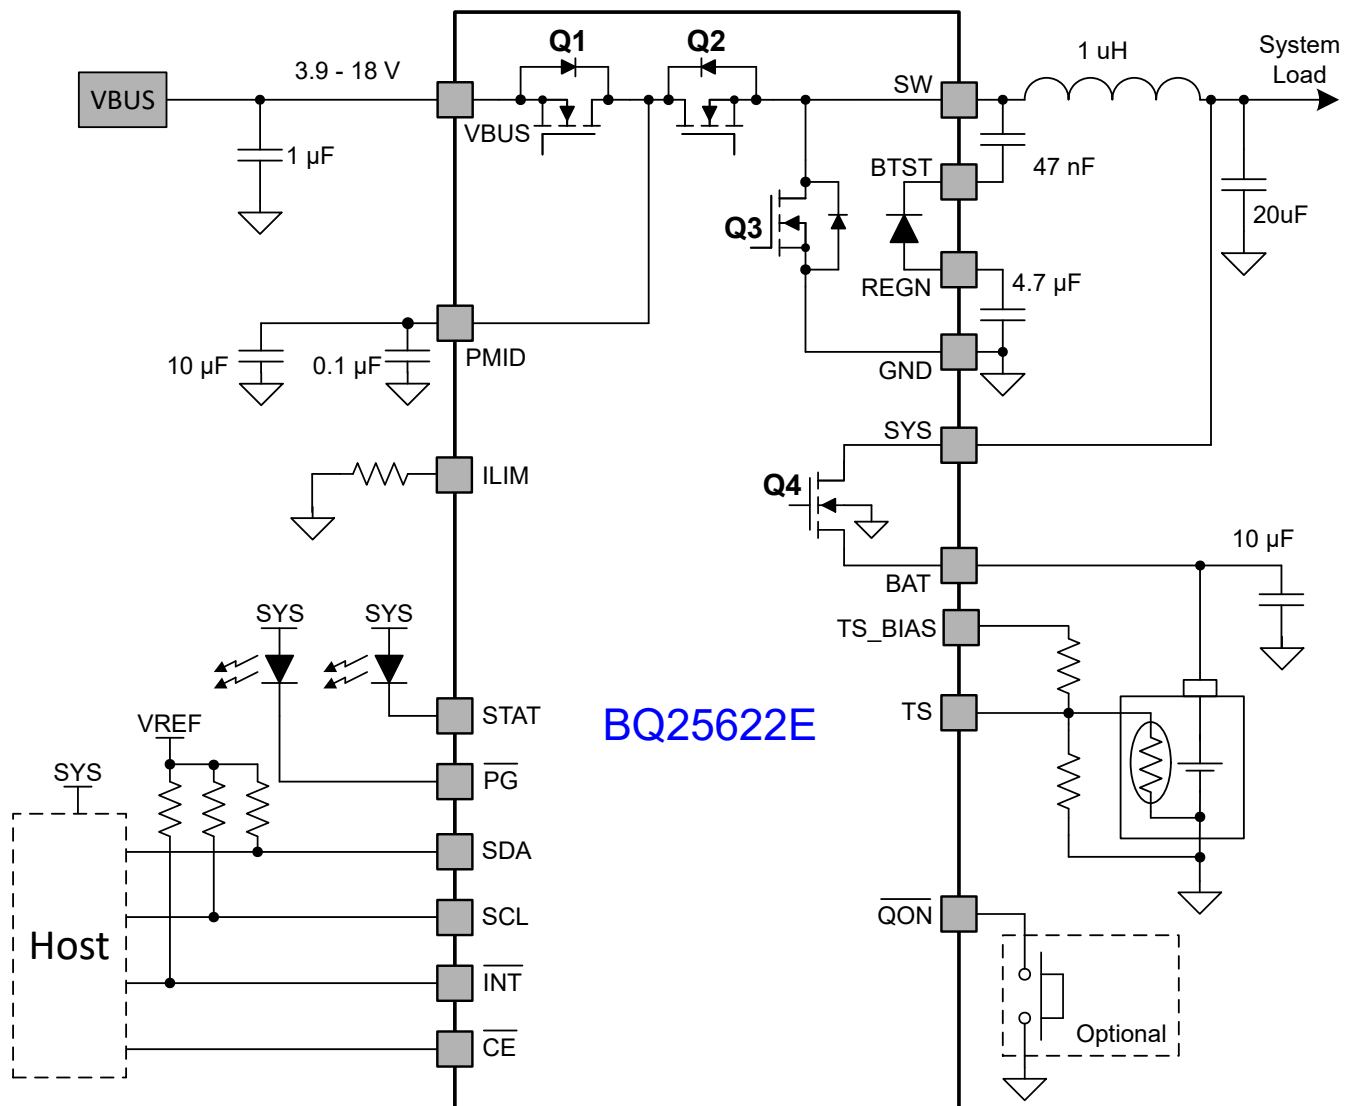 Q1
Q2
3.9 - 18 V
VBUS
VBUS
1 µF
SW
1 uH
System
Load
BTST
47 nF
20uF
Q3
REGN
4.7 µF
GND
10 µF
0.1 µF
PMID
SYS
ILIM
Q4
10 µF
BAT
TS_BIAS
SYS
SYS
STAT
TS
BQ25622E
VREF
PG
SYS
SDA
SCL
QON
Host
INT
CE
Optional